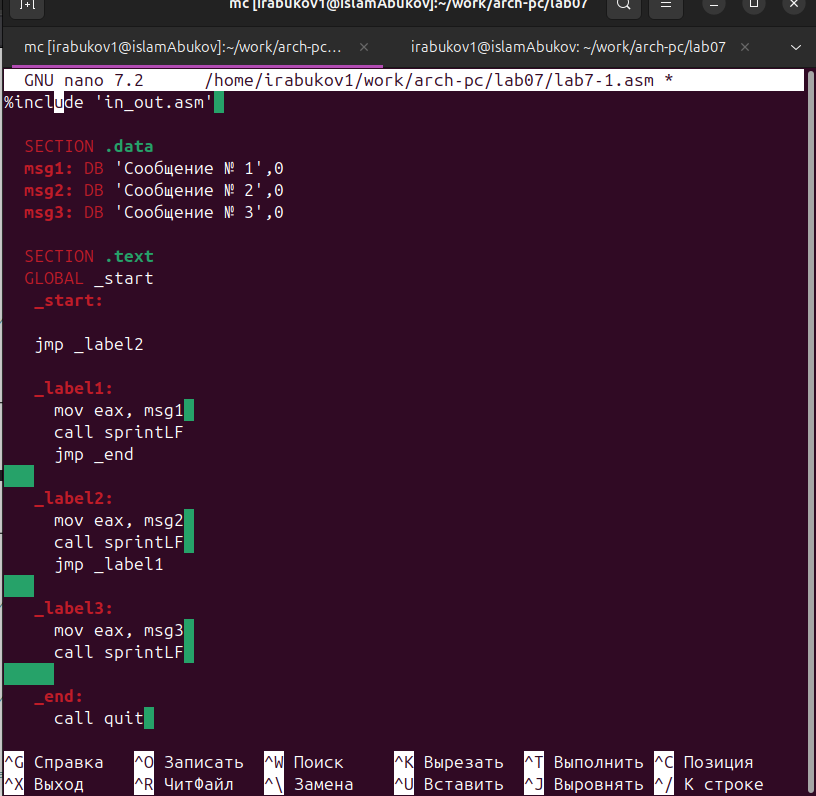 mc [irabukov1@islamAbukov]:~/work/arch-pc/lab07
mc [irabukov1@islamAbukov]:~/work/arch-pc… × irabukov1@islamAbukov: ~/work/arch-pc/lab07 ×
GNU nano 7.2 /home/irabukov1/work/arch-pc/lab07/lab7-1.asm *
%include 'in_out.asm'
SECTION .data
msg1: DB 'Сообщение № 1',0
msg2: DB 'Сообщение № 2',0
msg3: DB 'Сообщение № 3',0
SECTION .text
GLOBAL _start
_start:
jmp _label2
_label1:
mov eax, msg1
call sprintLF
jmp _end
_label2:
mov eax, msg2
call sprintLF
jmp _label1
_label3:
mov eax, msg3
call sprintLF
_end:
call quit
^G Справка ^O Записать ^W Поиск ^K Вырезать ^T Выполнить ^C Позиция
^X Выход ^R ЧитФайл ^\ Замена ^U Вставить ^J Выровнять ^/ К строке